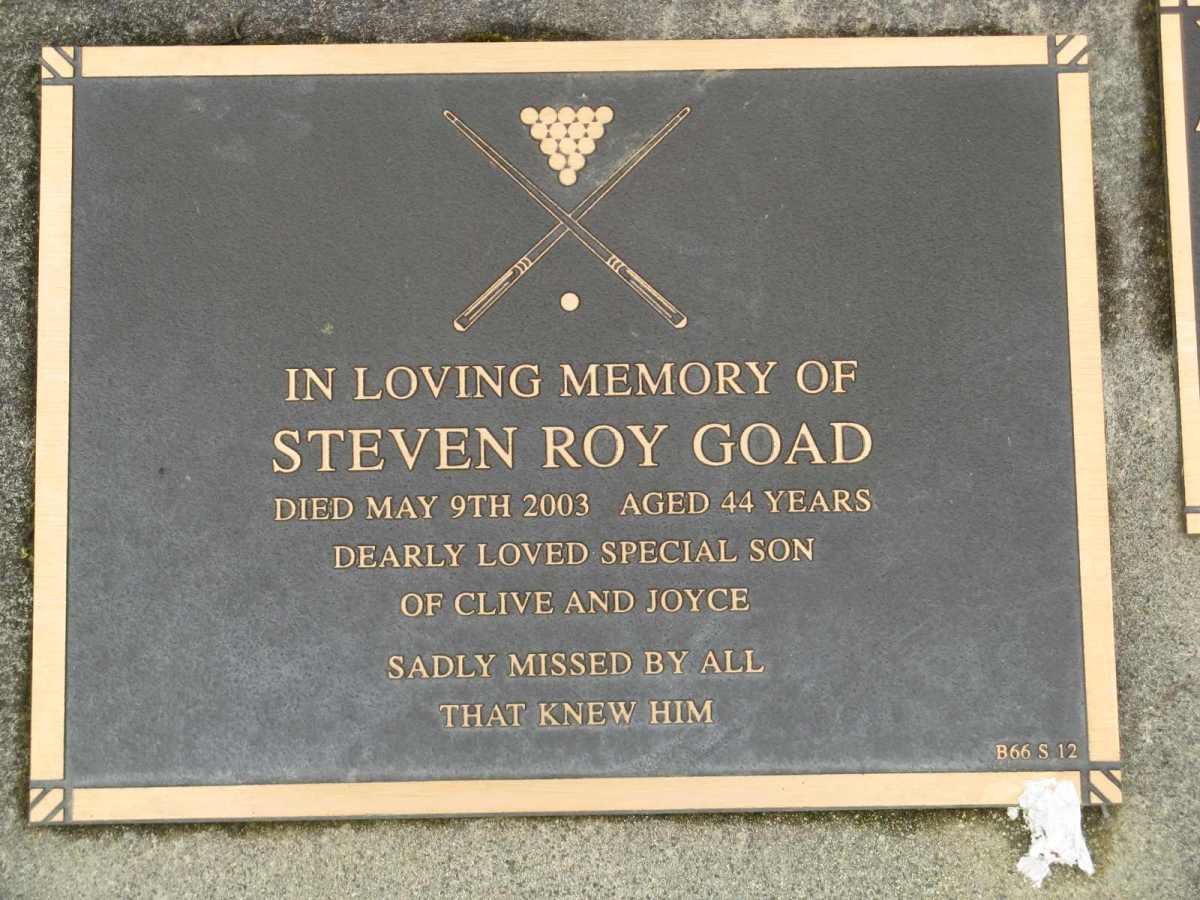 IN LOVING MEMORY OF
STEVEN ROY GOAD
DIED MAY 9TH 2003 AGED 44 YEARS
DEARLY LOVED SPECIAL SON
OF CLIVE AND JOYCE
SADLY MISSED BY ALL
THAT KNEW HIM
B66 S 12